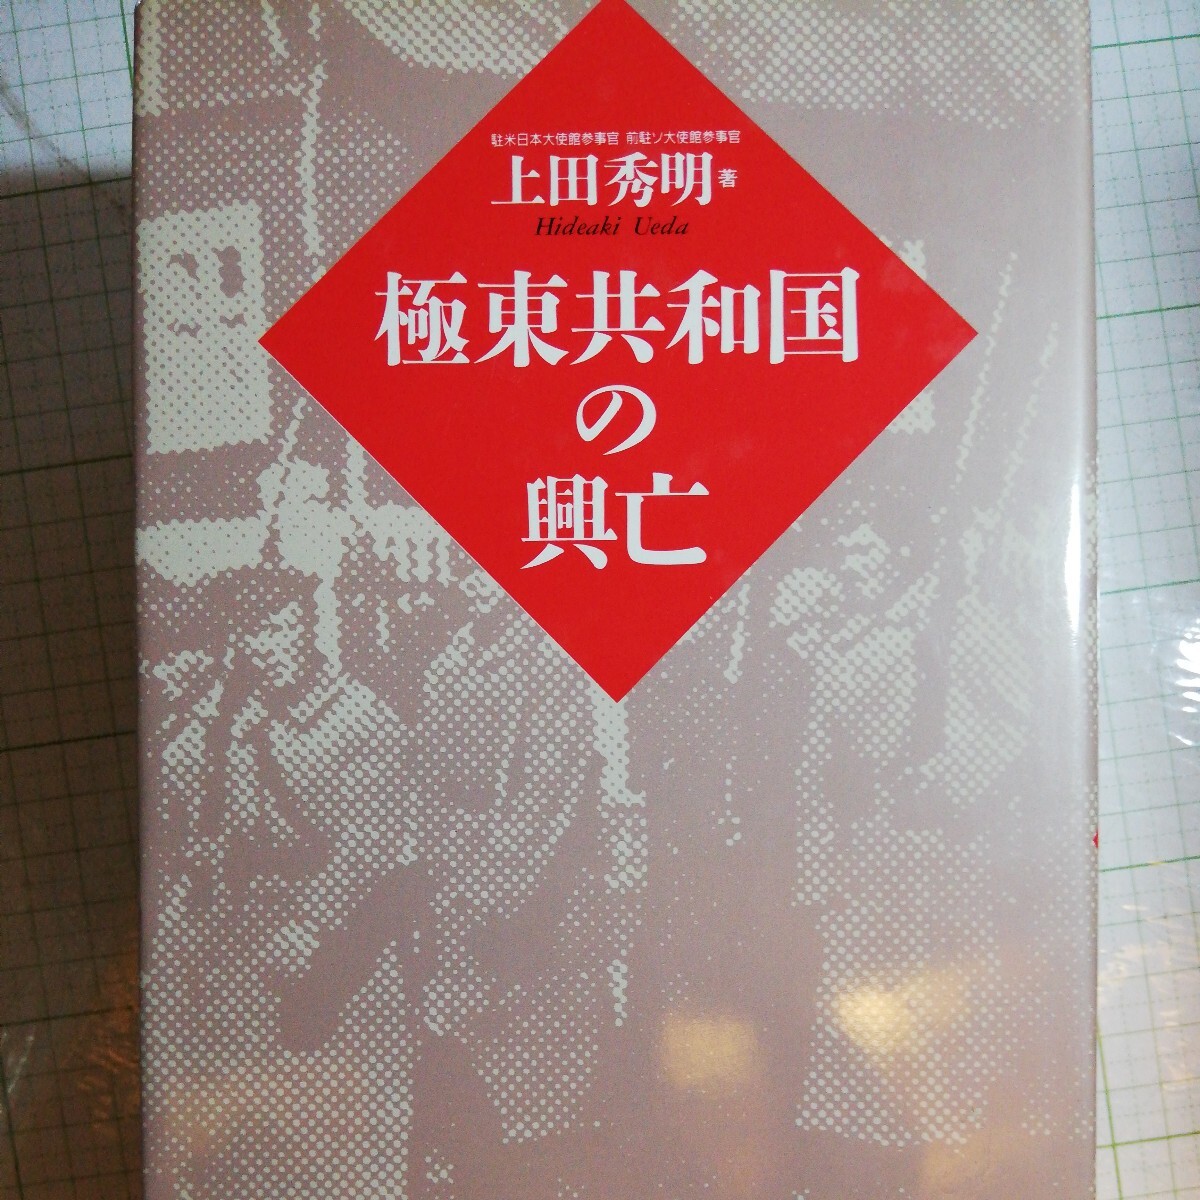 駐米日本大使館参事官 前駐ソ大使館参事官
上田秀明著
Hideaki Ueda
極東共和国
の
興亡